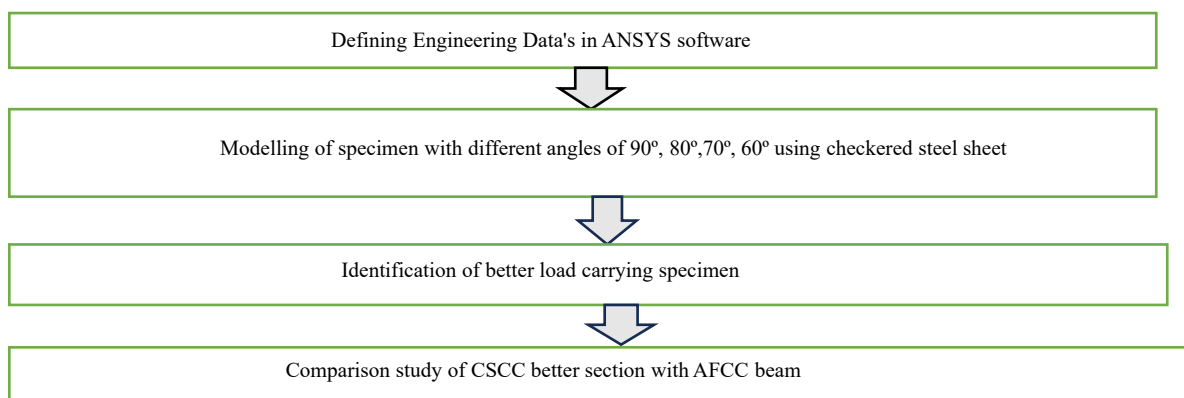 Defining Engineering Data's in ANSYS software
Modelling of specimen with different angles of 90º, 80º,70º, 60º using checkered steel sheet
Identification of better load carrying specimen
Comparison study of CSCC better section with AFCC beam